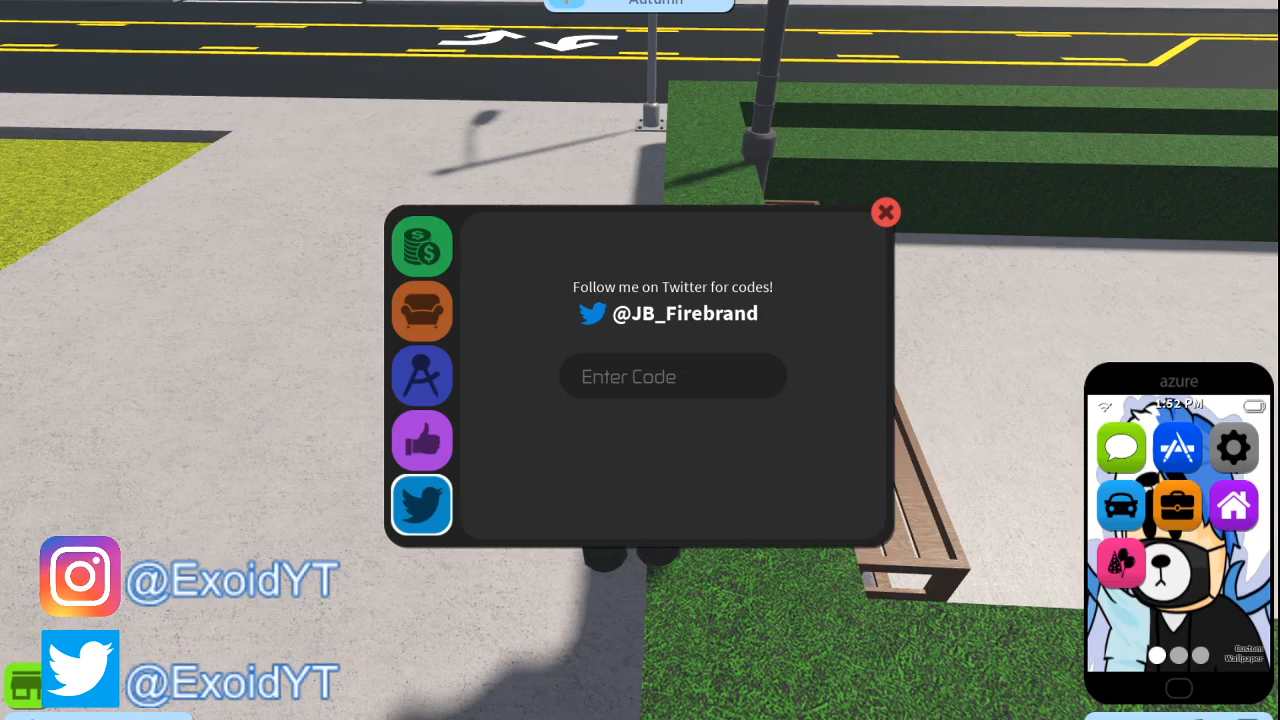 Autumn
Follow me on Twitter for codes!
@JB_Firebrand
Enter Code
azure
1:52 PM
Custom
Wallpaper
@ExoidYT
@ExoidYT